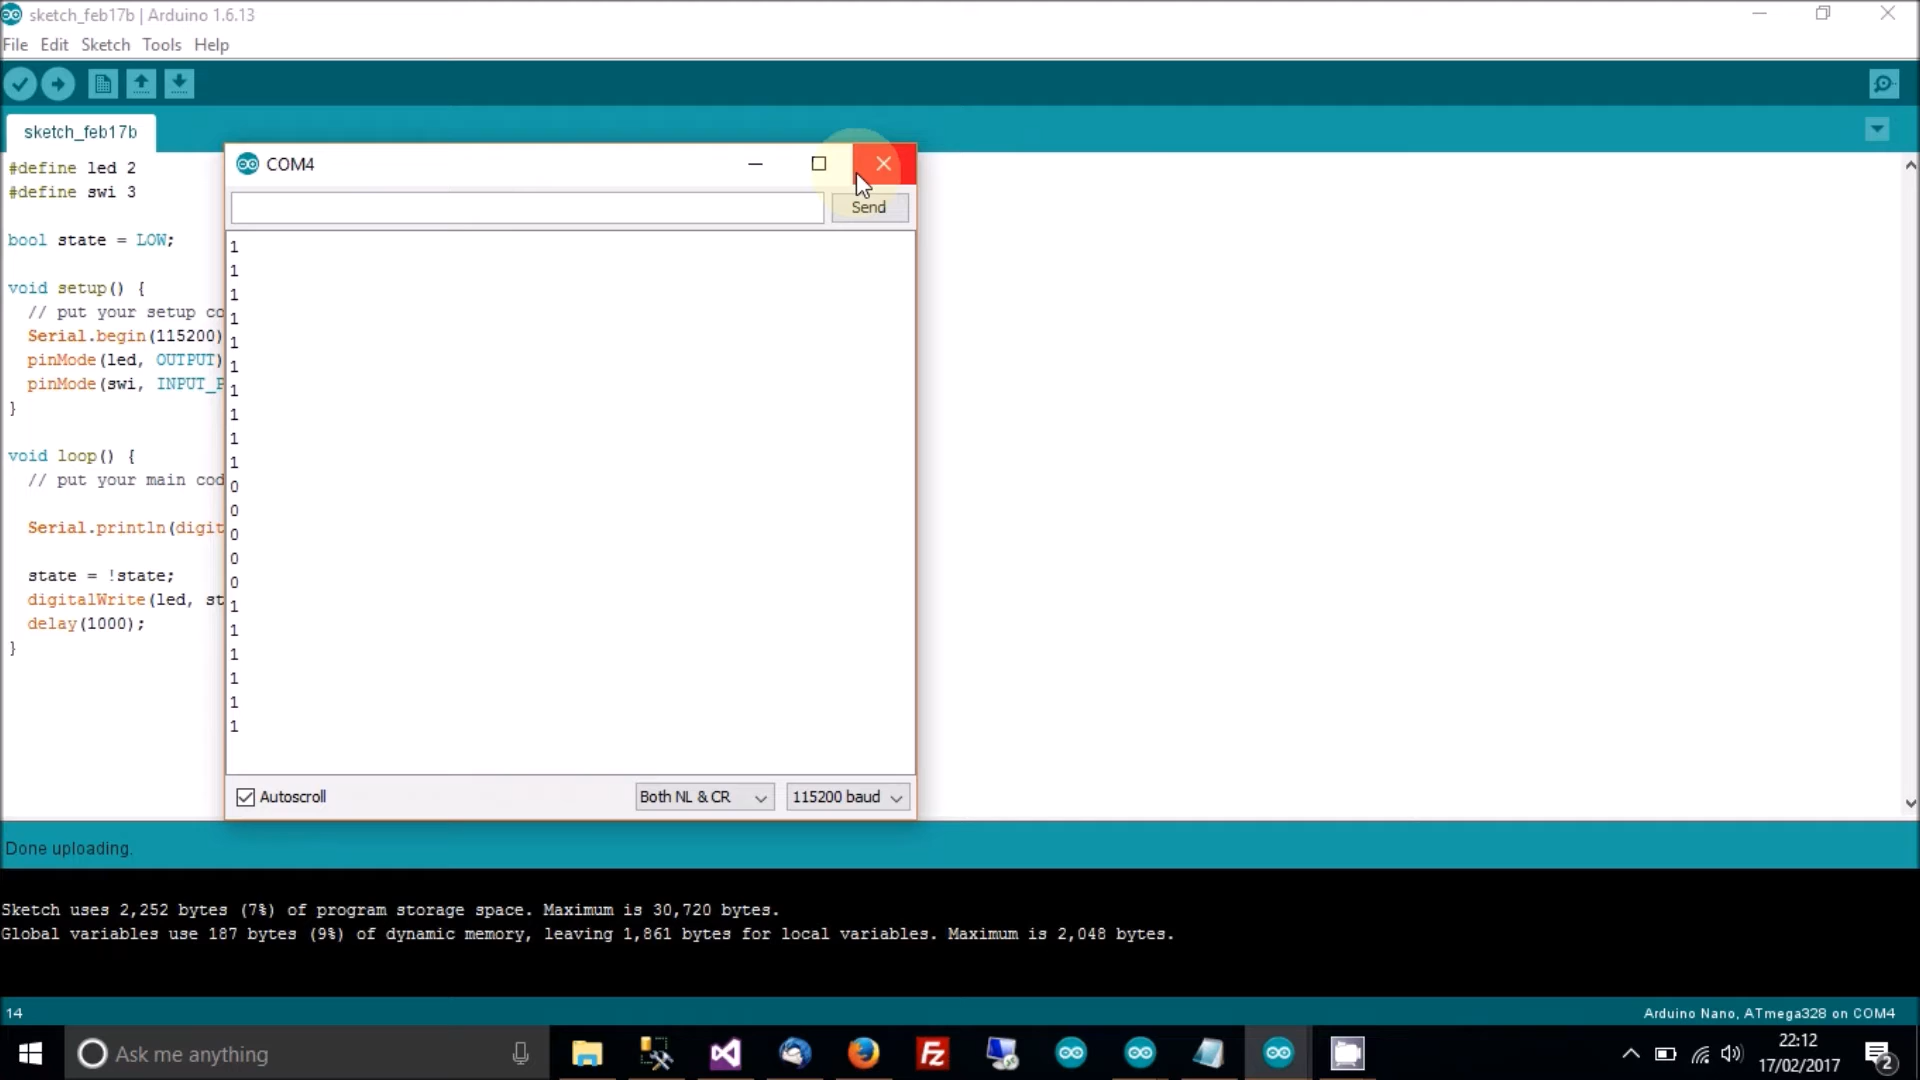 sketch_feb17b | Arduino 1.6.13
File Edit Sketch Tools Help
sketch_feb17b
#define led 2
#define swi 3
bool state = LOW;
void setup() {
// put your setup co
Serial.begin(115200)
pinMode(led, OUTPUT)
pinMode(swi, INPUT_P
}
void loop() {
// put your main cod
Serial.println(digit
state = !state;
digitalWrite(led, st
delay(1000);
}
COM4
Send
1
1
1
1
1
1
1
1
1
1
0
0
0
0
0
1
1
1
1
1
1
Autoscroll
Both NL & CR
115200 baud
Done uploading.
Sketch uses 2,252 bytes (7%) of program storage space. Maximum is 30,720 bytes.
Global variables use 187 bytes (9%) of dynamic memory, leaving 1,861 bytes for local variables. Maximum is 2,048 bytes.
14
Arduino Nano, ATmega328 on COM4
Ask me anything
Fz
22:12
17/02/2017
2